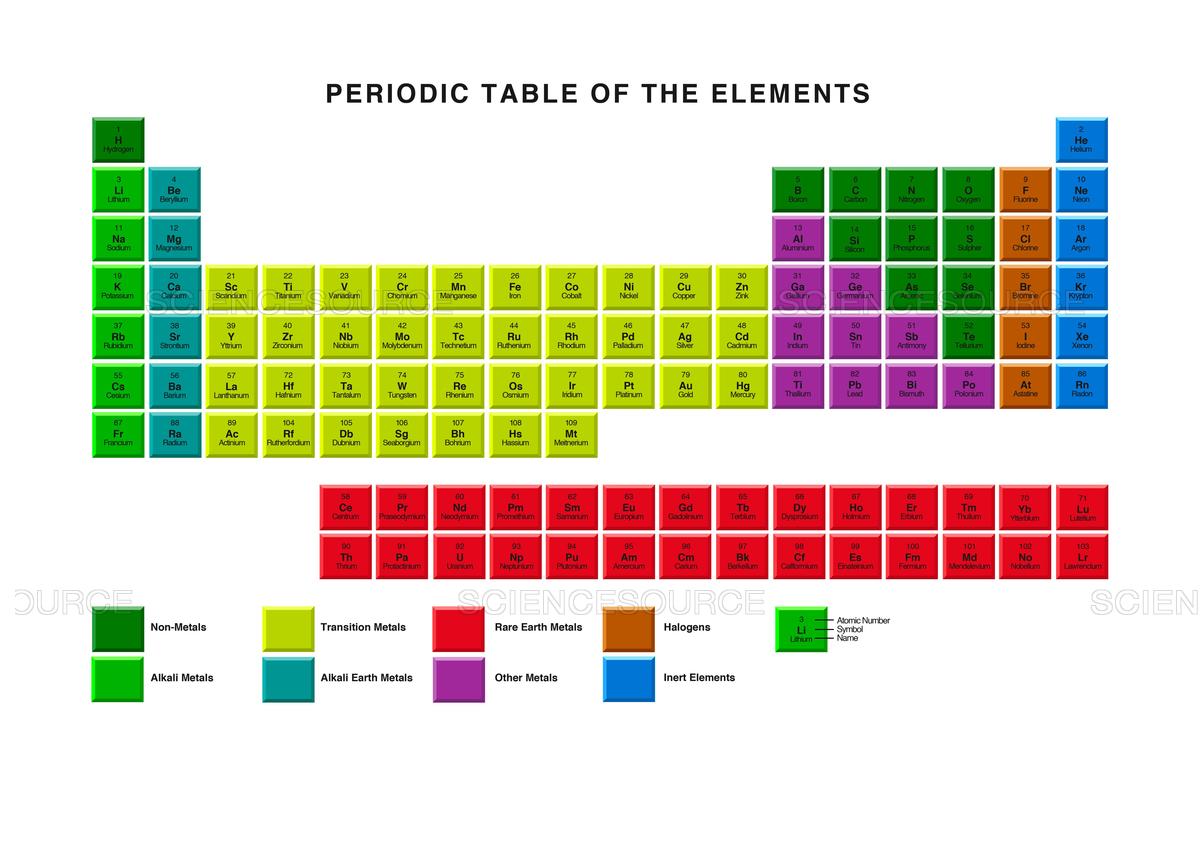 PERIODIC TABLE OF THE ELEMENTS
1 2
H He
Hydrogen Helium
3 4 5 6 7 8 9 10
Li Be B C N O F Ne
Lithium Beryllium Boron Carbon Nitrogen Oxygen Fluorine Neon
11 12 13 14 15 16 17 18
Na Mg Al Si P S Cl Ar
Sodium Magnesium Aluminium Silicon Phosphorus Sulpher Chlorine Argon
19 20 21 22 23 24 25 26 27 28 29 30 31 32 33 34 35 36
K Ca Sc Ti V Cr Mn Fe Co Ni Cu Zn Ga Ge As Se Br Kr
Potassium Calcium Scandium Titanium Vanadium Chomium Manganese Iron Cobalt Nickel Copper Zink Gallium Germanium Arsenic Selenium Bromine Krypton
SCIENCESOURCE SCIENCESOURCE
37 38 39 40 41 42 43 44 45 46 47 48 49 50 51 52 53 54
Rb Sr Y Zr Nb Mo Tc Ru Rh Pd Ag Cd In Sn Sb Te I Xe
Rubidium Strontium Yttrium Zirconium Niobium Molybdenum Technetium Ruthenium Rhodium Palladium Silver Cadmium Indium Tin Antimony Tellurium Iodine Xenon
55 56 57 72 73 74 75 76 77 78 79 80 81 82 83 84 85 86
Cs Ba La Hf Ta W Re Os Ir Pt Au Hg Ti Pb Bi Po At Rn
Cesium Barium Lanthanum Hafnium Tantalum Tungsten Rhenium Osmium Iridium Platinum Gold Mercury Thallium Lead Bismuth Polonium Astatine Radon
87 88 89 104 105 106 107 108 109
Fr Ra Ac Rf Db Sg Bh Hs Mt
Francium Radium Actinium Rutherfordium Dubnium Seaborgium Bohrium Hassium Meitnerium
58 59 60 61 62 63 64 65 66 67 68 69 70 71
Ce Pr Nd Pm Sm Eu Gd Tb Dy Ho Er Tm Yb Lu
Praseodymium Neodymium Promethium Samarium Europium Gadolinium Terbium Dysprosium Holmium Erbium Thulium Ytterbium Lutetium
90 91 92 93 94 95 96 97 98 99 100 101 102 103
Th Pa U Np Pu Am Cm Bk Cf Es Fm Md No Lr
Protactinium Uranium Neptunium Plutonium Berkelium Einsteinium Fermium Mendelevium Nobelium Lawrencium
OURCE SCIENCESOURCE SCIEN
Non-Metals Transition Metals Rare Earth Metals Halogens
3 Atomic Number
Li Symbol
Lithium Name
Alkali Metals Alkali Earth Metals Other Metals Inert Elements